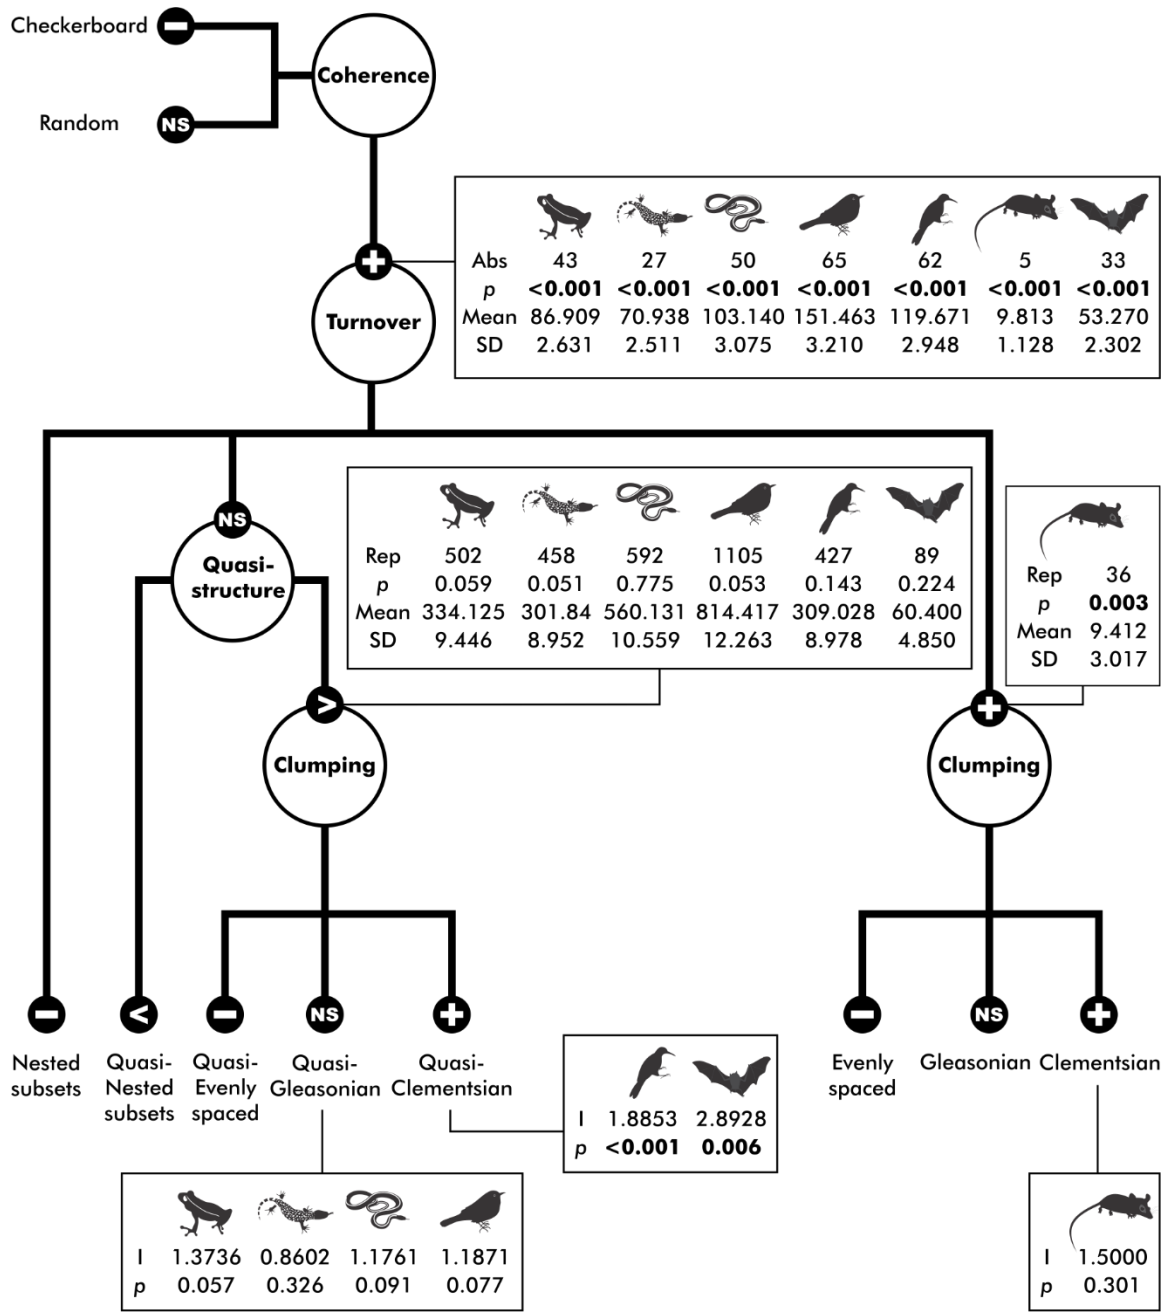 Checkerboard −
Coherence
Random NS
+
Abs 43 27 50 65 62 5 33
p <0.001 <0.001 <0.001 <0.001 <0.001 <0.001 <0.001
Mean 86.909 70.938 103.140 151.463 119.671 9.813 53.270
SD 2.631 2.511 3.075 3.210 2.948 1.128 2.302
Turnover
NS
Quasi-
structure
Rep 502 458 592 1105 427 89
p 0.059 0.051 0.775 0.053 0.143 0.224
Mean 334.125 301.84 560.131 814.417 309.028 60.400
SD 9.446 8.952 10.559 12.263 8.978 4.850
Rep 36
p 0.003
Mean 9.412
SD 3.017
> +
Clumping Clumping
− < − NS + − NS +
Nested
subsets
Quasi-
Nested
subsets
Quasi-
Evenly
spaced
Quasi-
Gleasonian
Quasi-
Clementsian
Evenly
spaced
Gleasonian
Clementsian
I 1.8853 2.8928
p <0.001 0.006
I 1.3736 0.8602 1.1761 1.1871
p 0.057 0.326 0.091 0.077
I 1.5000
p 0.301